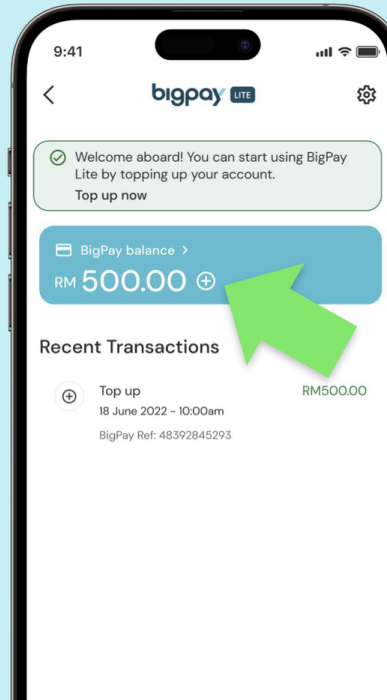 9:41
bigpay LITE
Welcome aboard! You can start using BigPay
Lite by topping up your account.
Top up now
BigPay balance >
RM 500.00
Recent Transactions
Top up RM500.00
18 June 2022 - 10:00am
BigPay Ref: 48392845293